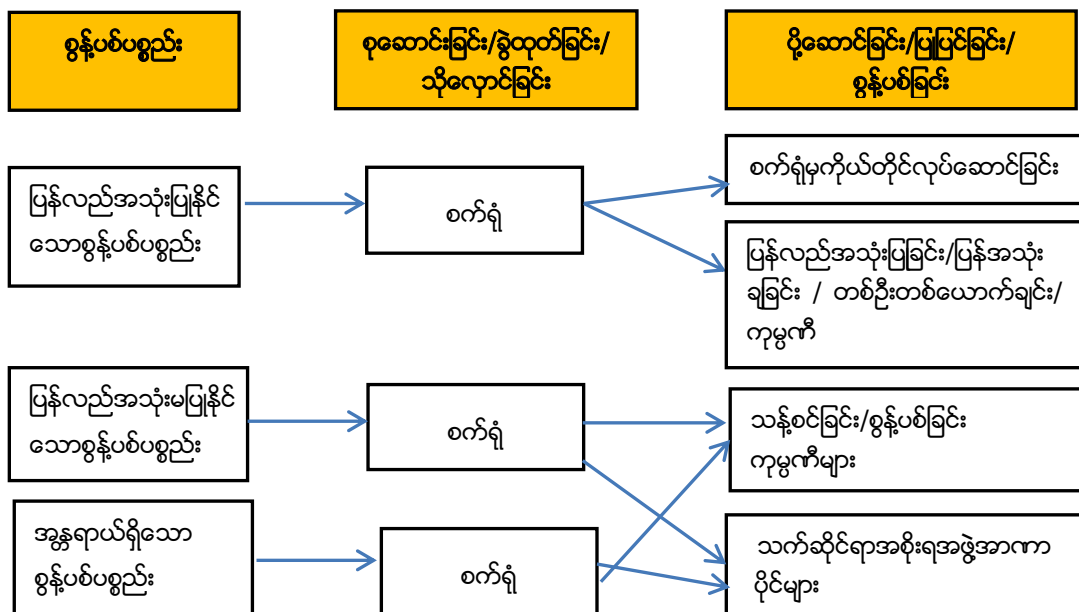 စွန့်ပစ်ပစ္စည်း
စုဆောင်းခြင်း/ခွဲထုတ်ခြင်း/
သိုလှောင်ခြင်း
ပို့ဆောင်ခြင်း/ပြုပြင်ခြင်း/
စွန့်ပစ်ခြင်း
ပြန်လည်အသုံးပြုနိုင်
သောစွန့်ပစ်ပစ္စည်း
စက်ရုံ
စက်ရုံမှကိုယ်တိုင်လုပ်ဆောင်ခြင်း
ပြန်လည်အသုံးပြုခြင်း/ပြန်အသုံး
ချခြင်း / တစ်ဦးတစ်ယောက်ချင်း/
ကုမ္ပဏီ
ပြန်လည်အသုံးမပြုနိုင်
သောစွန့်ပစ်ပစ္စည်း
စက်ရုံ
သန့်စင်ခြင်း/စွန့်ပစ်ခြင်း
ကုမ္ပဏီများ
အန္တရာယ်ရှိသော
စွန့်ပစ်ပစ္စည်း
စက်ရုံ
သက်ဆိုင်ရာအစိုးရအဖွဲ့အာဏာ
ပိုင်များ